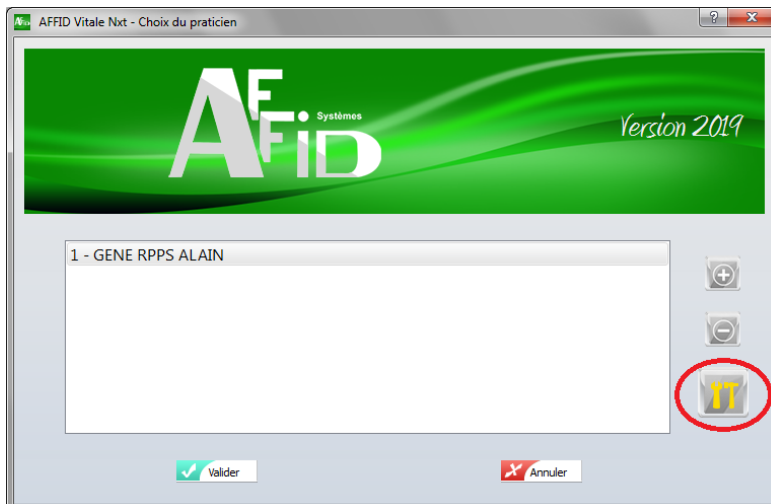 AFFID Vitale Nxt - Choix du praticien
AFFiD
Systèmes
Version 2019
1 - GENE RPPS ALAIN
Valider
Annuler